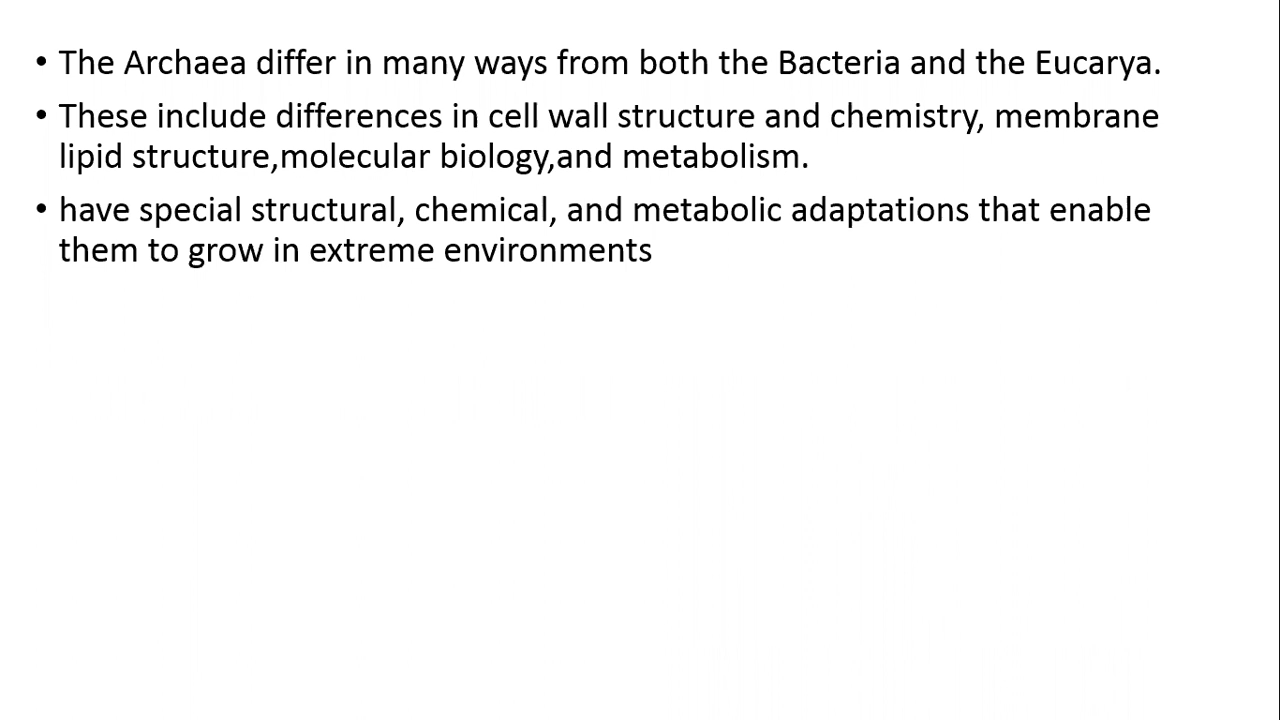 • The Archaea differ in many ways from both the Bacteria and the Eucarya.
• These include differences in cell wall structure and chemistry, membrane
lipid structure,molecular biology,and metabolism.
• have special structural, chemical, and metabolic adaptations that enable
them to grow in extreme environments